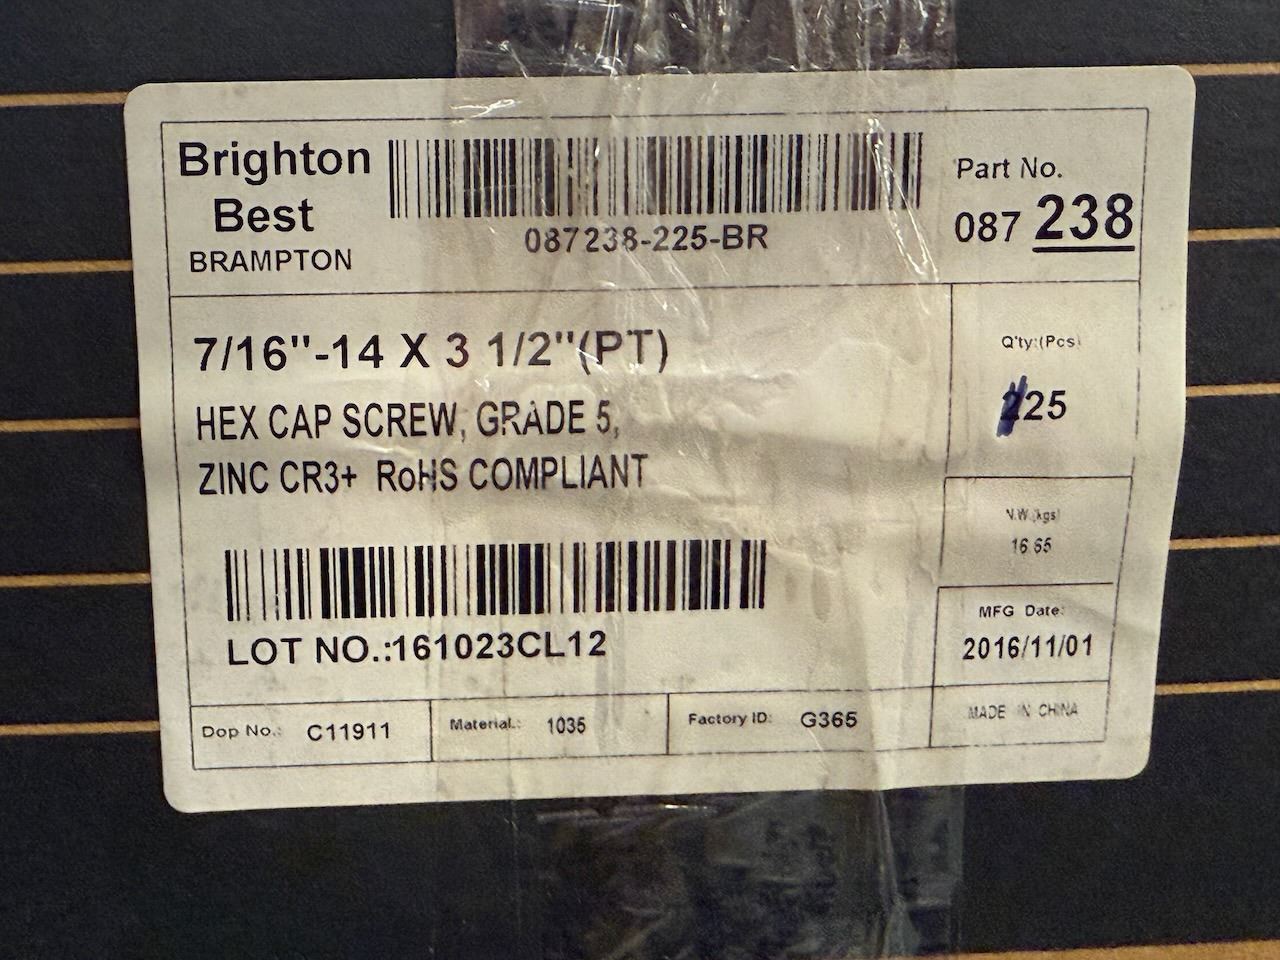 Brighton
Best
BRAMPTON
087238-225-BR
Part No.
087 238
7/16"-14 X 3 1/2"(PT)
HEX CAP SCREW, GRADE 5,
ZINC CR3+ RoHS COMPLIANT
Q'ty:(Pcs)
225
N.W.(kgs)
16.65
LOT NO.:161023CL12
MFG Date:
2016/11/01
Dop No.: C11911
Material.: 1035
Factory ID: G365
MADE IN CHINA